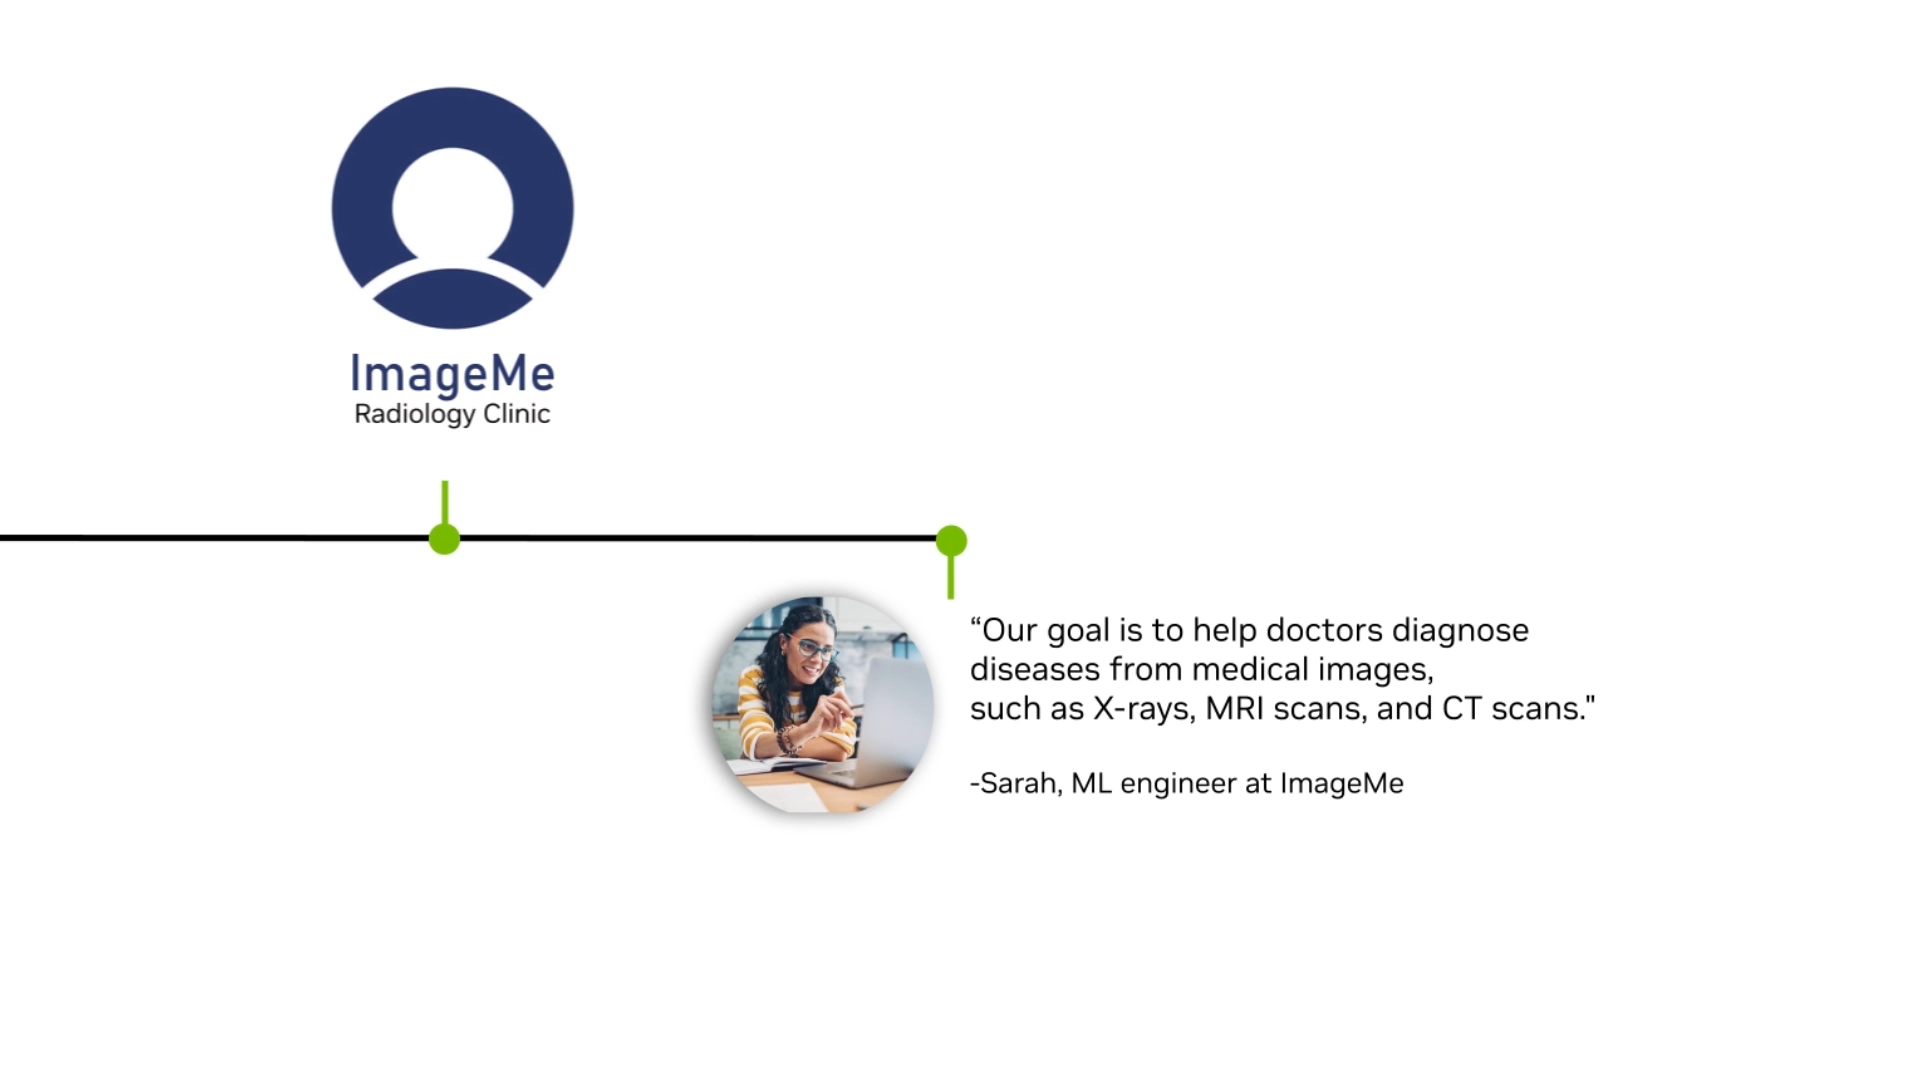 ImageMe
Radiology Clinic
“Our goal is to help doctors diagnose
diseases from medical images,
such as X-rays, MRI scans, and CT scans."
-Sarah, ML engineer at ImageMe